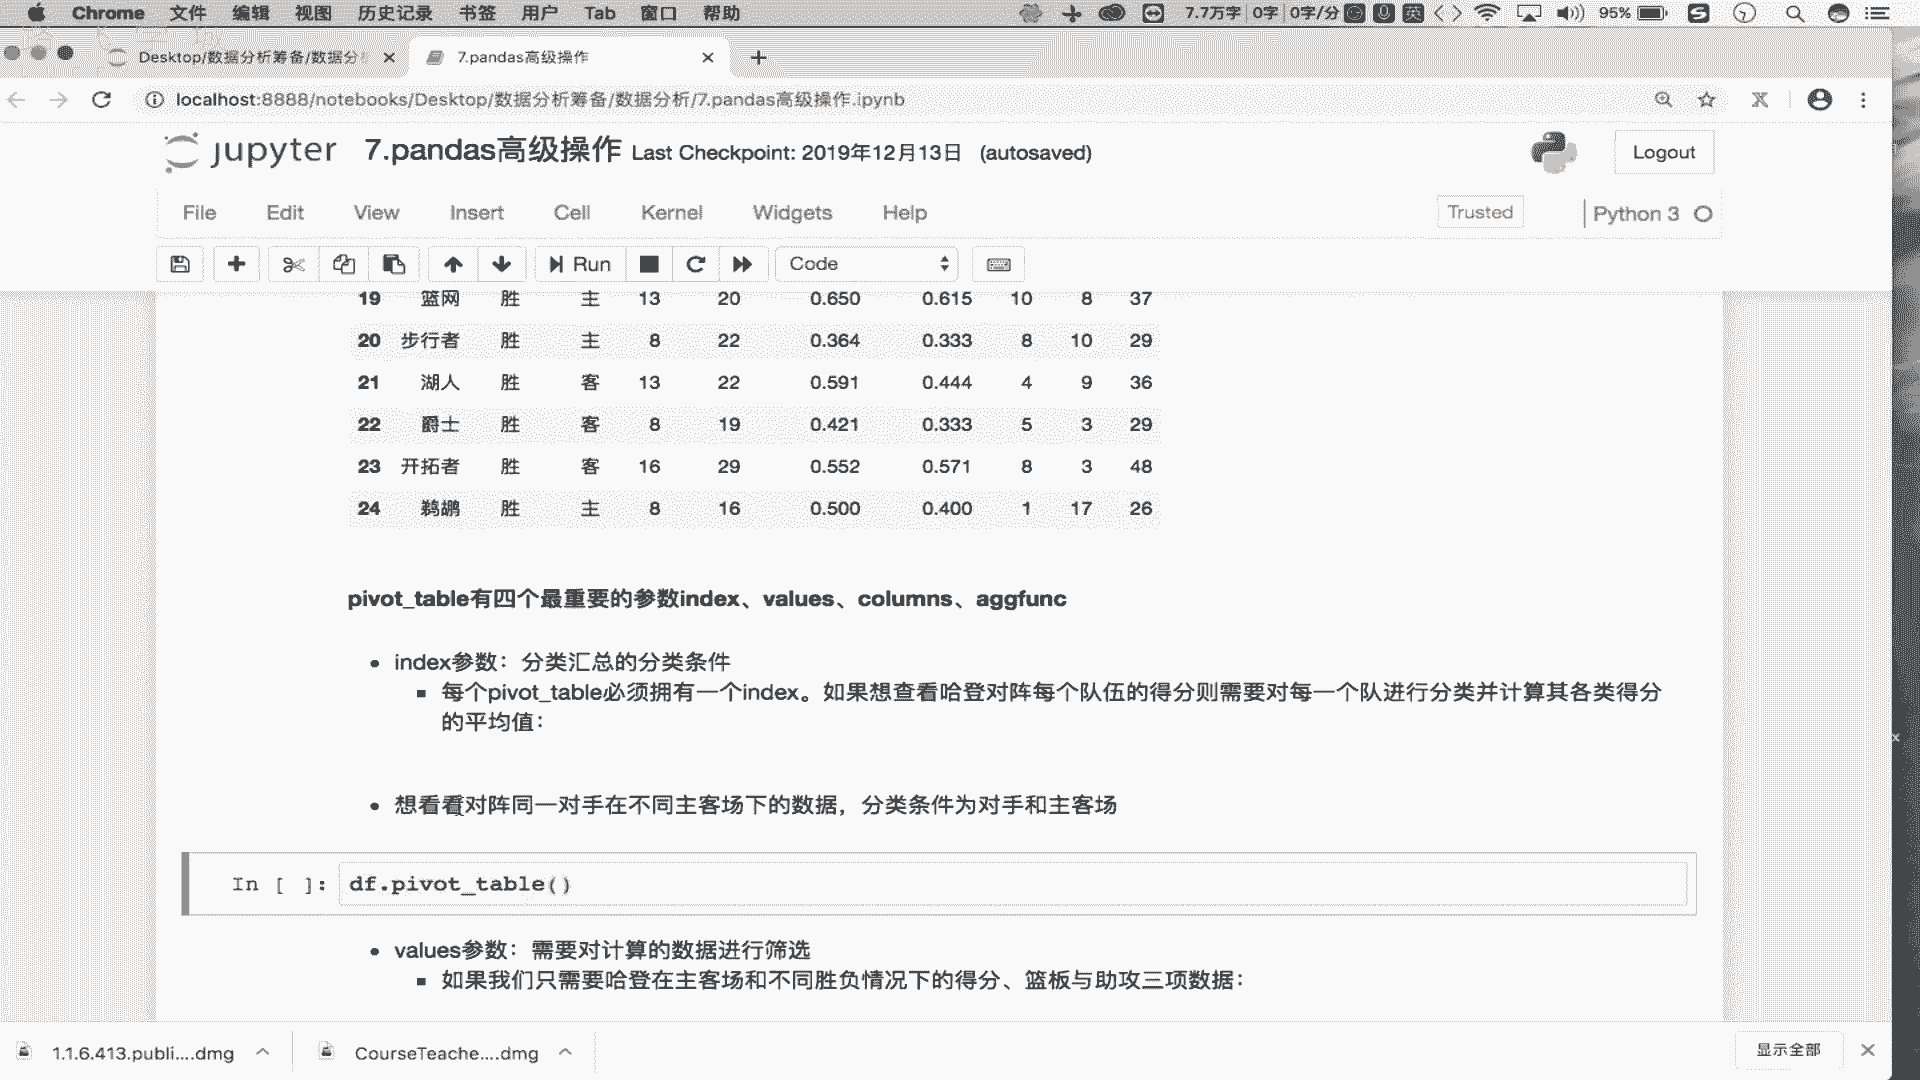 Chrome 文件 编辑 视图 历史记录 书签 用户 Tab 窗口 帮助 7.7万字 0字 0字/分 英 95%
Desktop/数据分析筹备/数据分 7.pandas高级操作
localhost:8888/notebooks/Desktop/数据分析筹备/数据分析/7.pandas高级操作.ipynb
jupyter 7.pandas高级操作 Last Checkpoint: 2019年12月13日 (autosaved) Logout
File Edit View Insert Cell Kernel Widgets Help Trusted Python 3
Run Code
19 篮网 胜 主 13 20 0.650 0.615 10 8 37
20 步行者 胜 主 8 22 0.364 0.333 8 10 29
21 湖人 胜 客 13 22 0.591 0.444 4 9 36
22 爵士 胜 客 8 19 0.421 0.333 5 3 29
23 开拓者 胜 客 16 29 0.552 0.571 8 3 48
24 鹈鹕 胜 主 8 16 0.500 0.400 1 17 26
pivot_table有四个最重要的参数index、values、columns、aggfunc
index参数：分类汇总的分类条件
每个pivot_table必须拥有一个index。如果想查看哈登对阵每个队伍的得分则需要对每一个队进行分类并计算其各类得分
的平均值：
想看看对阵同一对手在不同主客场下的数据，分类条件为对手和主客场
In [ ]: df.pivot_table()
values参数：需要对计算的数据进行筛选
如果我们只需要哈登在主客场和不同胜负情况下的得分、篮板与助攻三项数据：
1.1.6.413.publi....dmg CourseTeache....dmg 显示全部